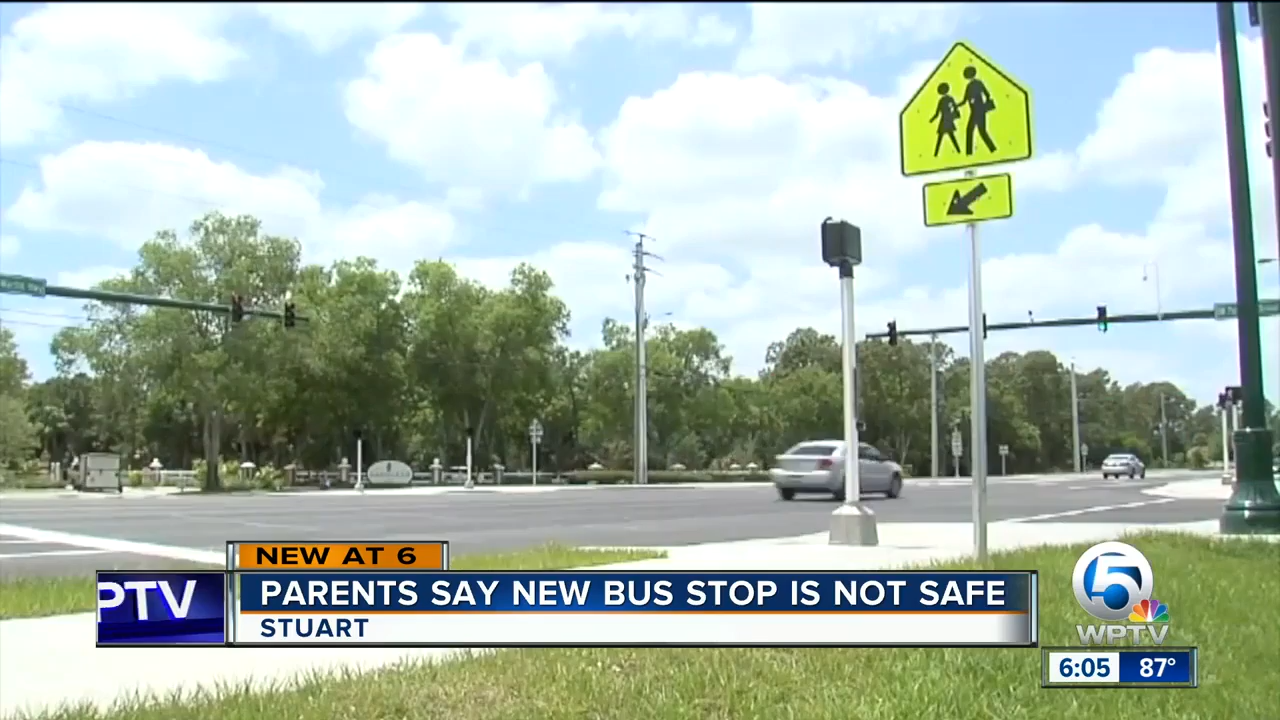 NEW AT 6
PTV
PARENTS SAY NEW BUS STOP IS NOT SAFE
STUART
5
WPTV
6:05 87°